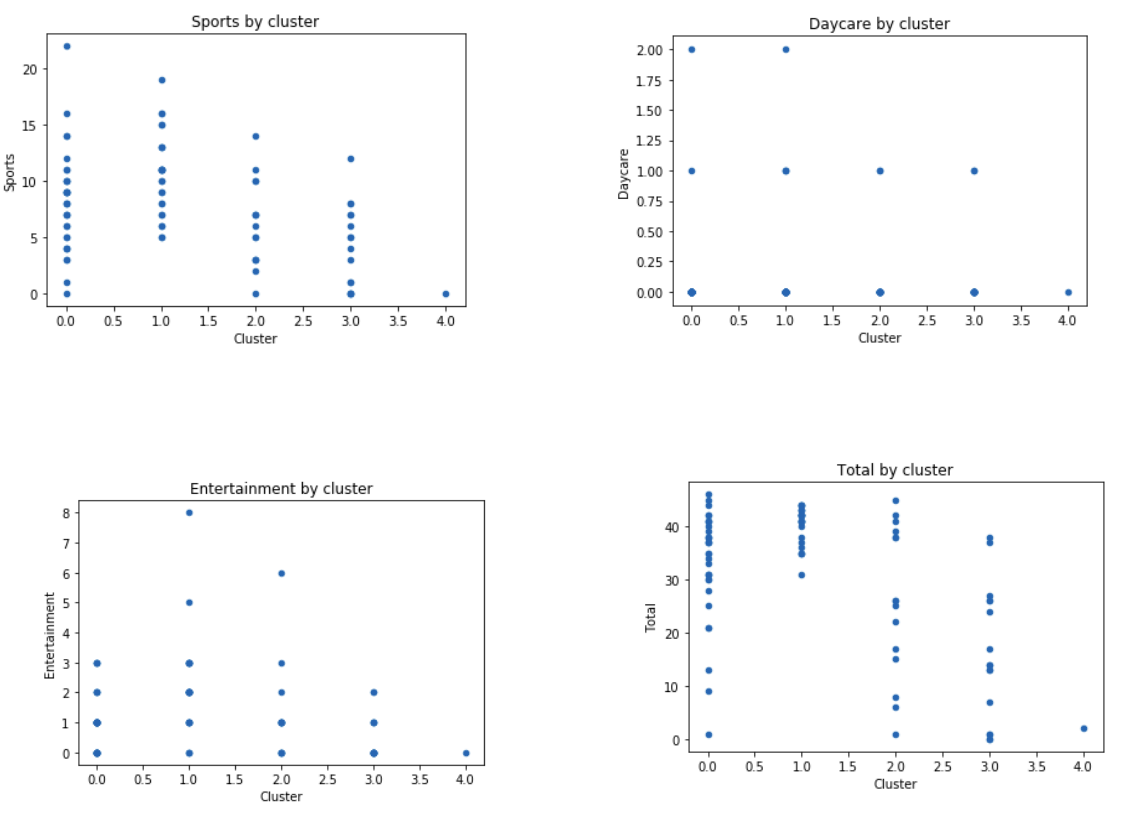 Sports by cluster
20
15
10
5
0
Sports
0.0 0.5 1.0 1.5 2.0 2.5 3.0 3.5 4.0
Cluster
Daycare by cluster
2.00
1.75
1.50
1.25
1.00
0.75
0.50
0.25
0.00
Daycare
0.0 0.5 1.0 1.5 2.0 2.5 3.0 3.5 4.0
Cluster
Entertainment by cluster
8
7
6
5
4
3
2
1
0
Entertainment
0.0 0.5 1.0 1.5 2.0 2.5 3.0 3.5 4.0
Cluster
Total by cluster
40
30
20
10
0
Total
0.0 0.5 1.0 1.5 2.0 2.5 3.0 3.5 4.0
Cluster